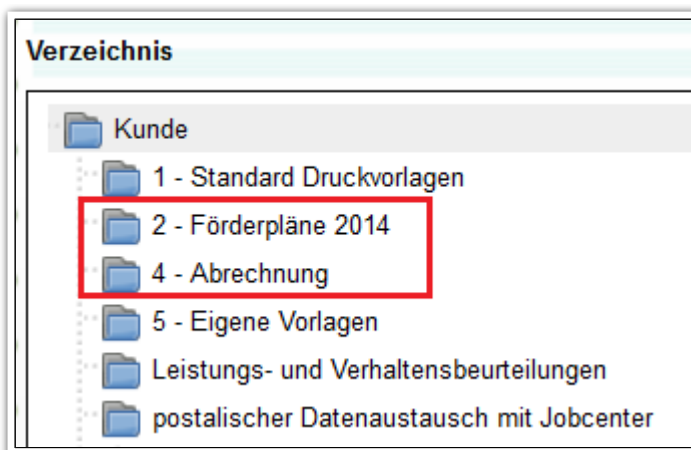 Verzeichnis
Kunde
1 - Standard Druckvorlagen
2 - Förderpläne 2014
4 - Abrechnung
5 - Eigene Vorlagen
Leistungs- und Verhaltensbeurteilungen
postalischer Datenaustausch mit Jobcenter